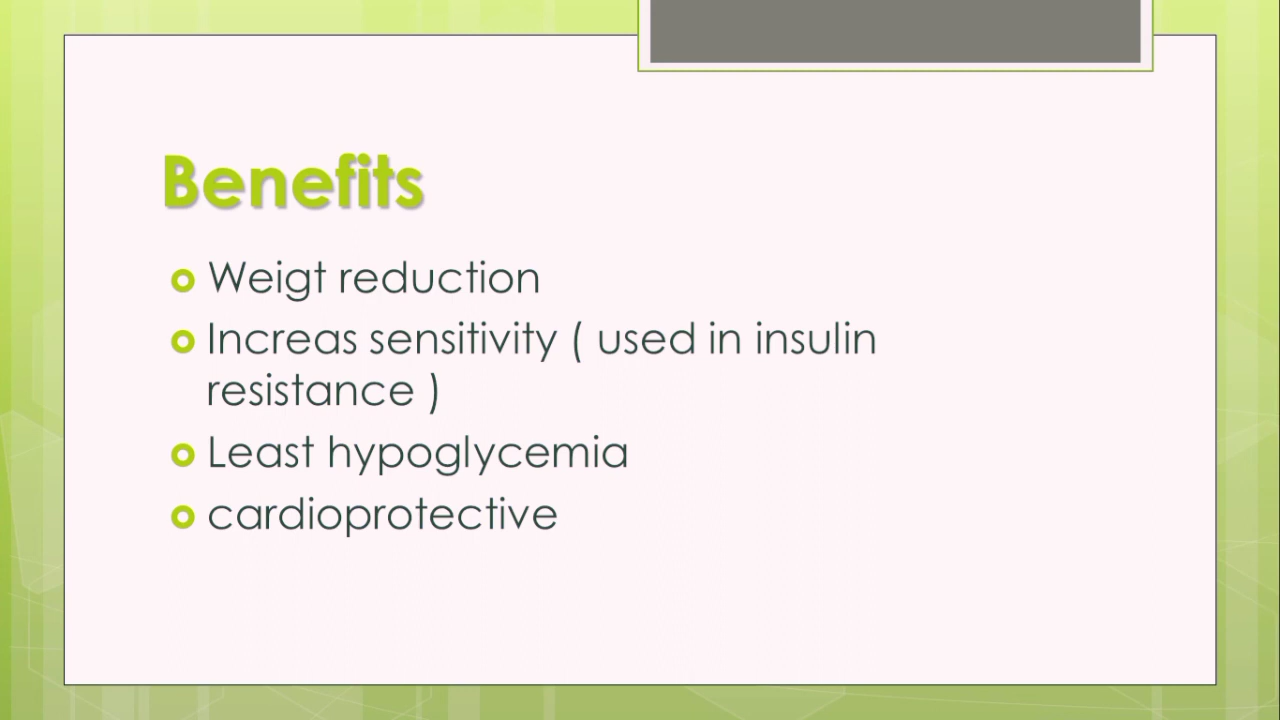 Benefits
Weigt reduction
Increas sensitivity ( used in insulin
resistance )
Least hypoglycemia
cardioprotective